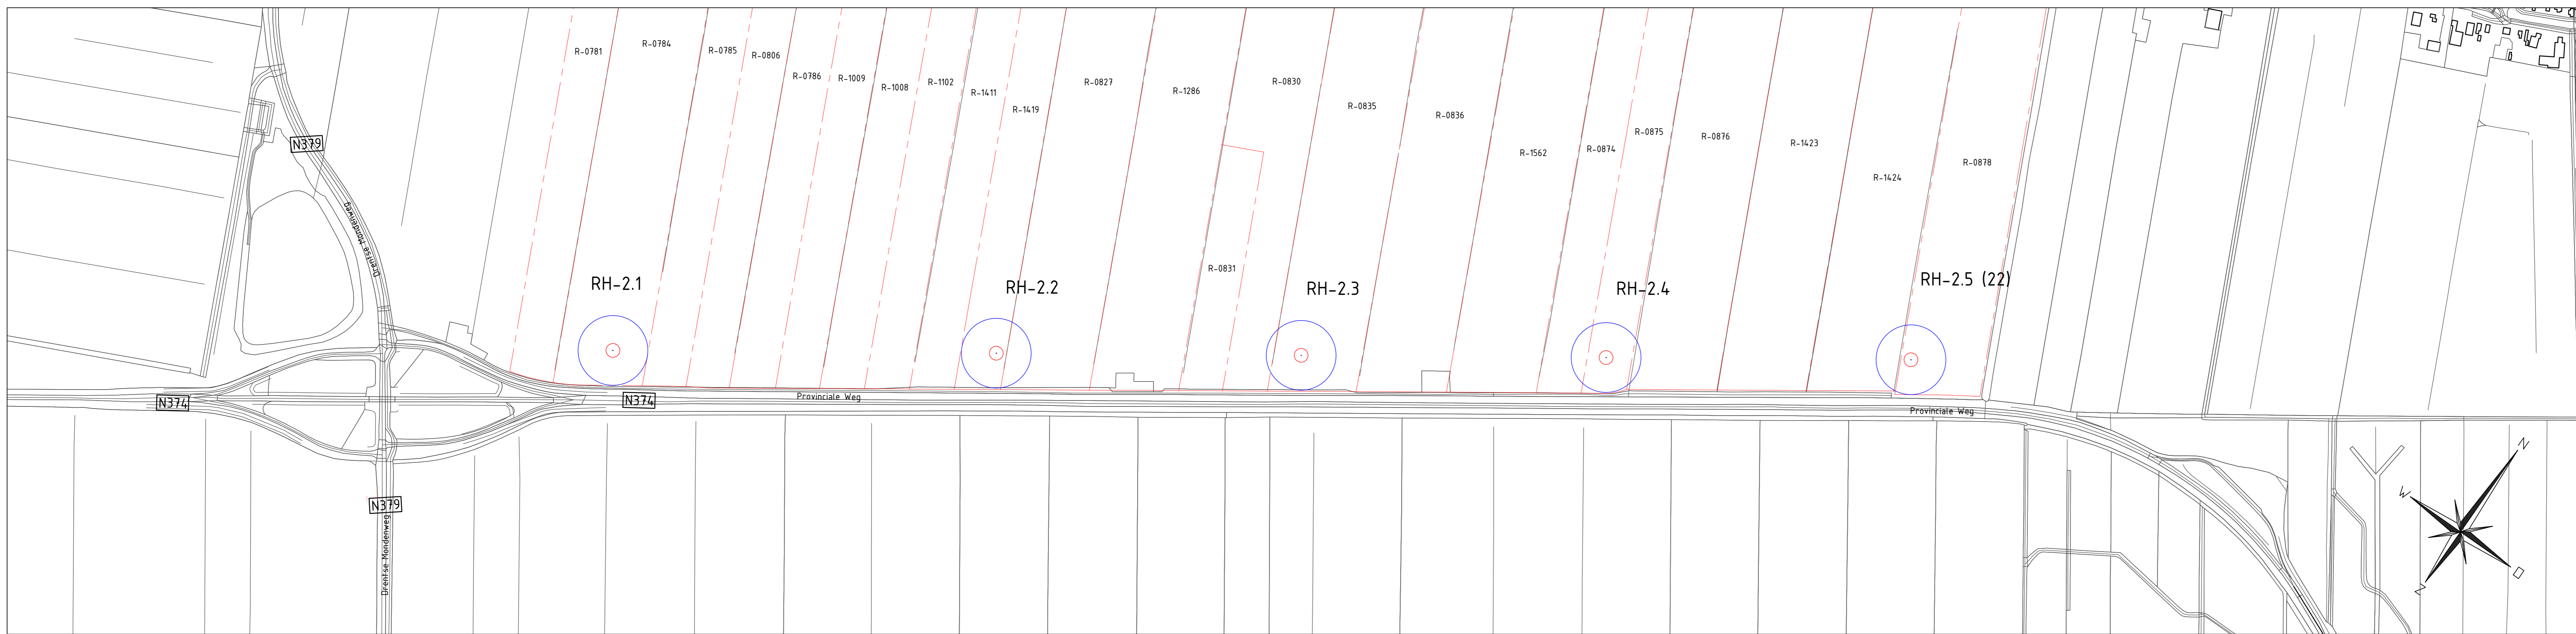 R-0781
R-0784
R-0785
R-0806
R-0786
R-1009
R-1008
R-1102
R-1411
R-1419
R-0827
R-1286
R-0830
R-0835
R-0836
R-1562
R-0874
R-0875
R-0876
R-1423
R-1424
R-0878
N379
Drentse Mondenweg
R-0831
RH-2.1
RH-2.2
RH-2.3
RH-2.4
RH-2.5 (22)
N374
N374
Provinciale Weg
Provinciale Weg
N379
Drentse Mondenweg
N
W
O
Z